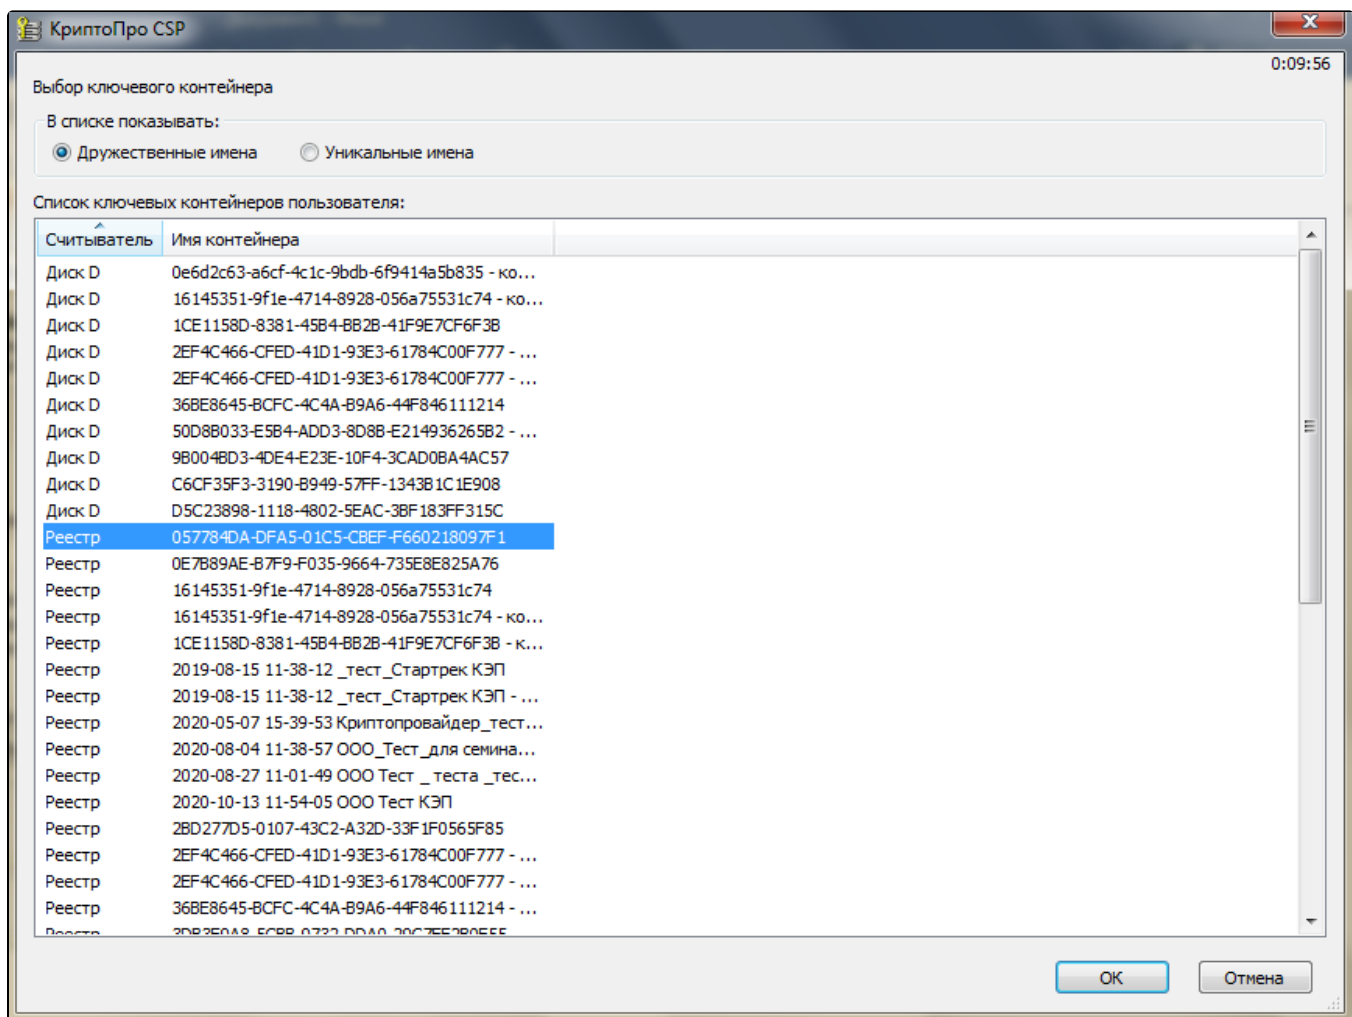 КриптоПро CSP
0:09:56
Выбор ключевого контейнера
В списке показывать:
Дружественные имена Уникальные имена
Список ключевых контейнеров пользователя:
Считыватель Имя контейнера
Диск D 0e6d2c63-a6cf-4c1c-9bdb-6f9414a5b835 - ко...
Диск D 16145351-9f1e-4714-8928-056a75531c74 - ко...
Диск D 1CE1158D-8381-45B4-BB2B-41F9E7CF6F3B
Диск D 2EF4C466-CFED-41D1-93E3-61784C00F777 - ...
Диск D 2EF4C466-CFED-41D1-93E3-61784C00F777 - ...
Диск D 36BE8645-BCFC-4C4A-B9A6-44F846111214
Диск D 50D8B033-E5B4-ADD3-8D8B-E214936265B2 - ...
Диск D 9B004BD3-4DE4-E23E-10F4-3CAD0BA4AC57
Диск D C6CF35F3-3190-B949-57FF-1343B1C1E908
Диск D D5C23898-1118-4802-5EAC-3BF183FF315C
Реестр 057784DA-DFA5-01C5-CBEF-F660218097F1
Реестр 0E7B89AE-B7F9-F035-9664-735E8E825A76
Реестр 16145351-9f1e-4714-8928-056a75531c74
Реестр 16145351-9f1e-4714-8928-056a75531c74 - ко...
Реестр 1CE1158D-8381-45B4-BB2B-41F9E7CF6F3B - к...
Реестр 2019-08-15 11-38-12 _тест_Стартрек КЭП
Реестр 2019-08-15 11-38-12 _тест_Стартрек КЭП - ...
Реестр 2020-05-07 15-39-53 Криптопровайдер_тест...
Реестр 2020-08-04 11-38-57 ООО_Тест_для семина...
Реестр 2020-08-27 11-01-49 ООО Тест _ теста _тес...
Реестр 2020-10-13 11-54-05 ООО Тест КЭП
Реестр 2BD277D5-0107-43C2-A32D-33F1F0565F85
Реестр 2EF4C466-CFED-41D1-93E3-61784C00F777 - ...
Реестр 2EF4C466-CFED-41D1-93E3-61784C00F777 - ...
Реестр 36BE8645-BCFC-4C4A-B9A6-44F846111214 - ...
Реестр
ОК Отмена